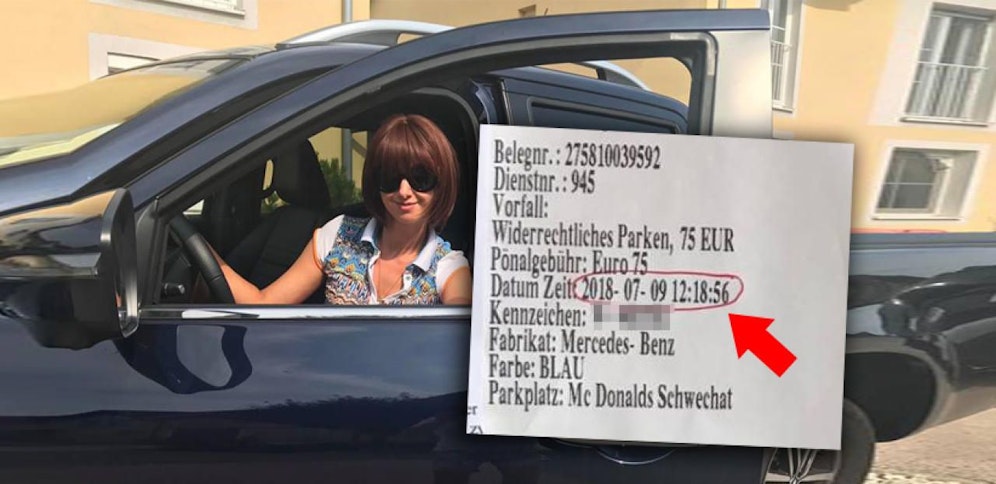 Belegnr.: 275810039592
Dienstnr.: 945
Vorfall:
Widerrechtliches Parken, 75 EUR
Pönalgebühr: Euro 75
Datum Zeit: 2018- 07- 09 12:18:56
Kennzeichen:
Fabrikat: Mercedes- Benz
Farbe: BLAU
Parkplatz: Mc Donalds Schwechat
er